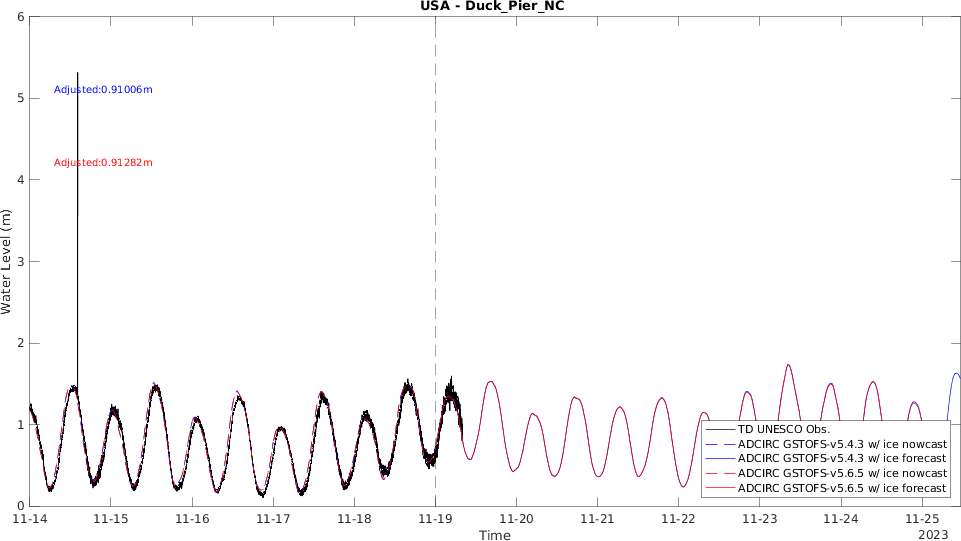 USA - Duck_Pier_NC
6
5
4
3
2
1
0
Water Level (m)
Adjusted:0.91006m
Adjusted:0.91282m
TD UNESCO Obs.
ADCIRC GSTOFS-v5.4.3 w/ ice nowcast
ADCIRC GSTOFS-v5.4.3 w/ ice forecast
ADCIRC GSTOFS-v5.6.5 w/ ice nowcast
ADCIRC GSTOFS-v5.6.5 w/ ice forecast
11-14 11-15 11-16 11-17 11-18 11-19 11-20 11-21 11-22 11-23 11-24 11-25
Time
2023